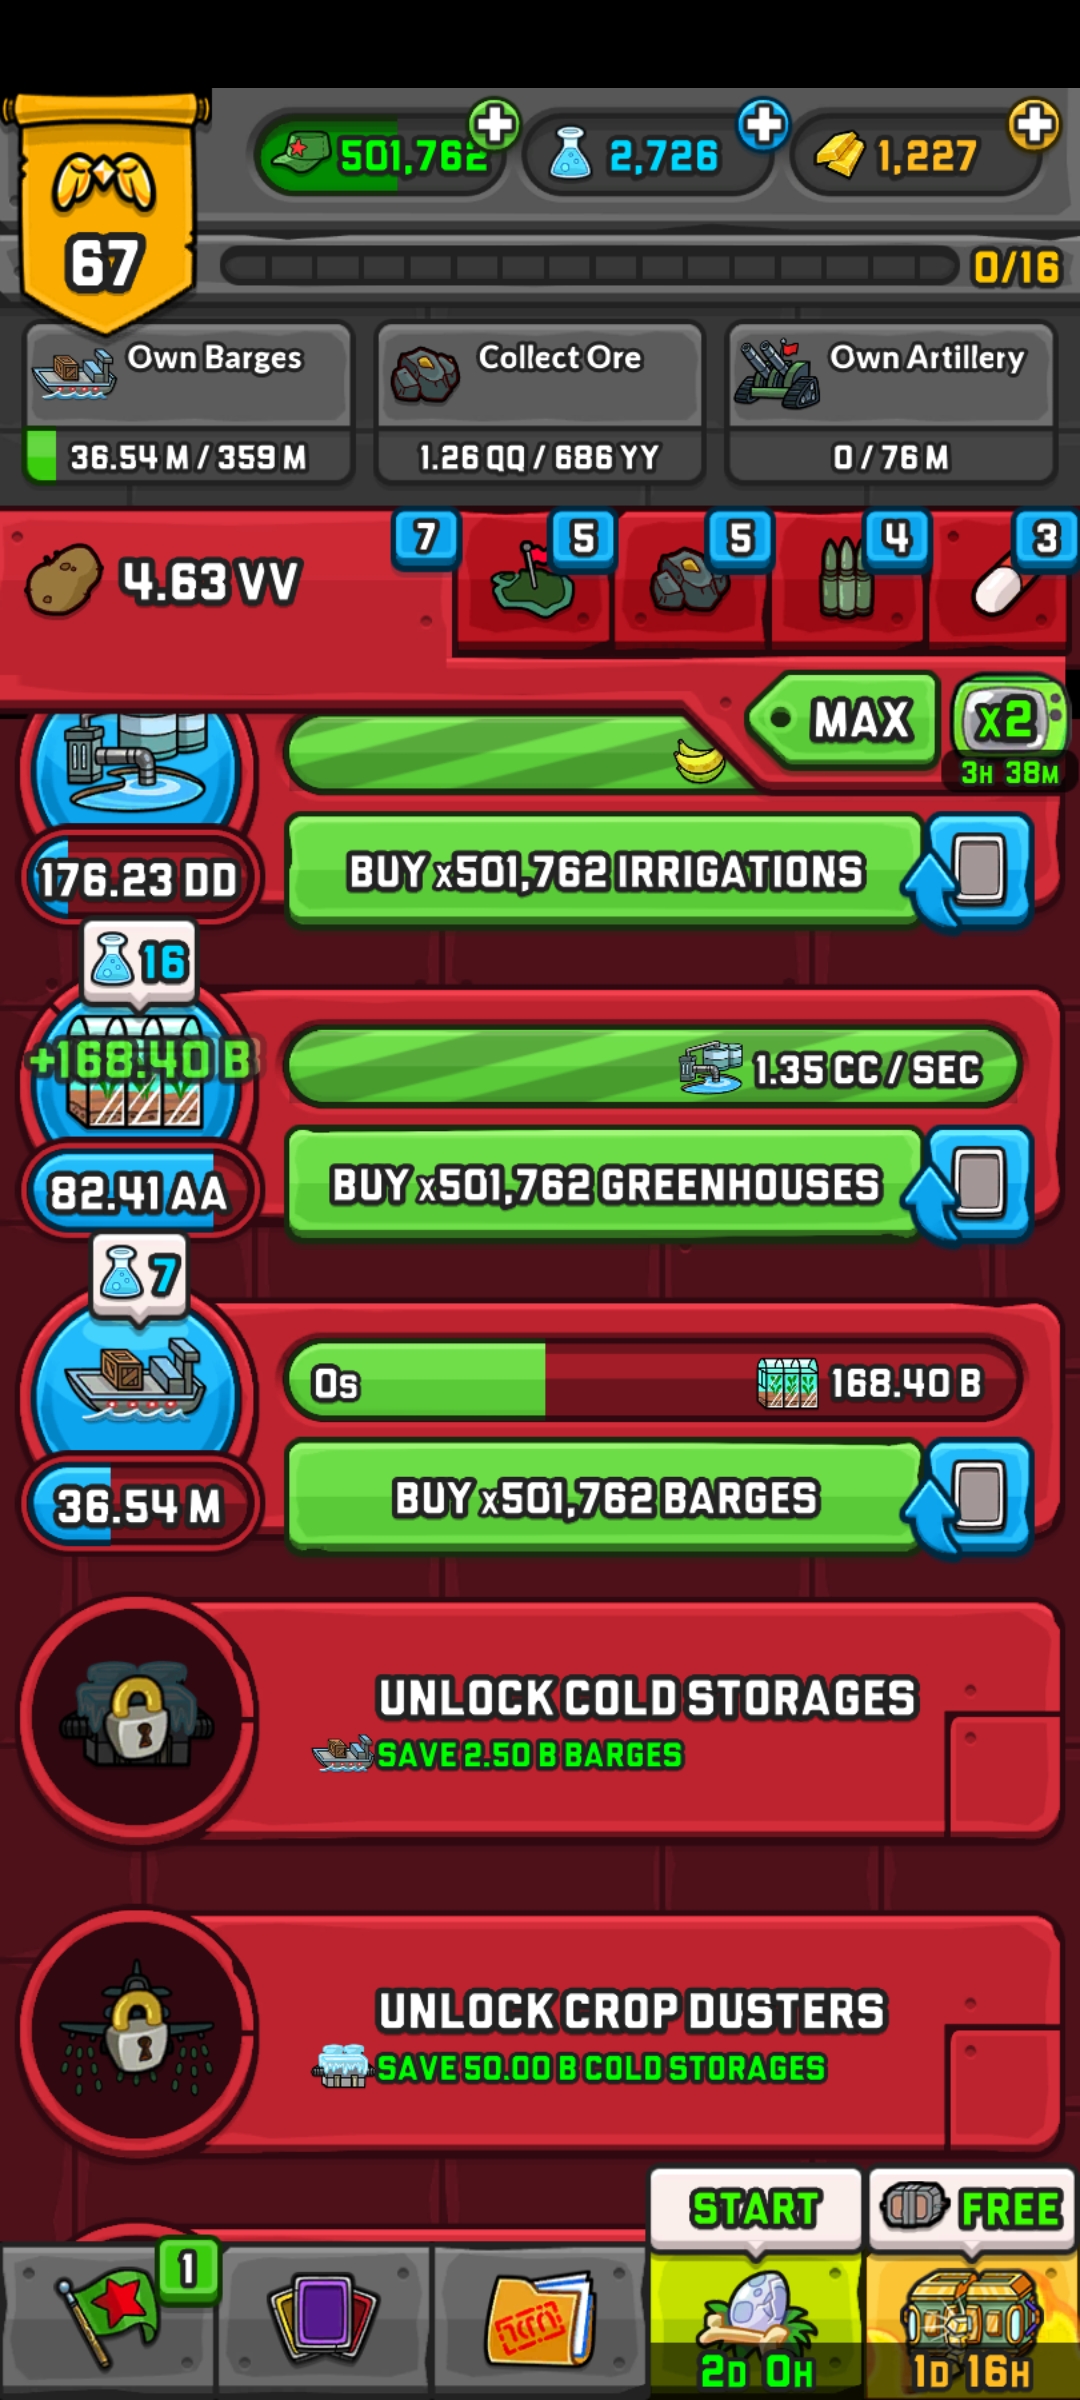 501,762
2,726
1,227
67
0/16
Own Barges
36.54 M / 359 M
Collect Ore
1.26 QQ / 686 YY
Own Artillery
0 / 76 M
4.63 VV
7
5
5
4
3
MAX
x2
3H 38M
176.23 DD
BUY x501,762 IRRIGATIONS
16
+168.40 B
1.35 CC / SEC
82.41 AA
BUY x501,762 GREENHOUSES
7
0s
168.40 B
36.54 M
BUY x501,762 BARGES
UNLOCK COLD STORAGES
SAVE 2.50 B BARGES
UNLOCK CROP DUSTERS
SAVE 50.00 B COLD STORAGES
START
FREE
1
2D 0H
1D 16H